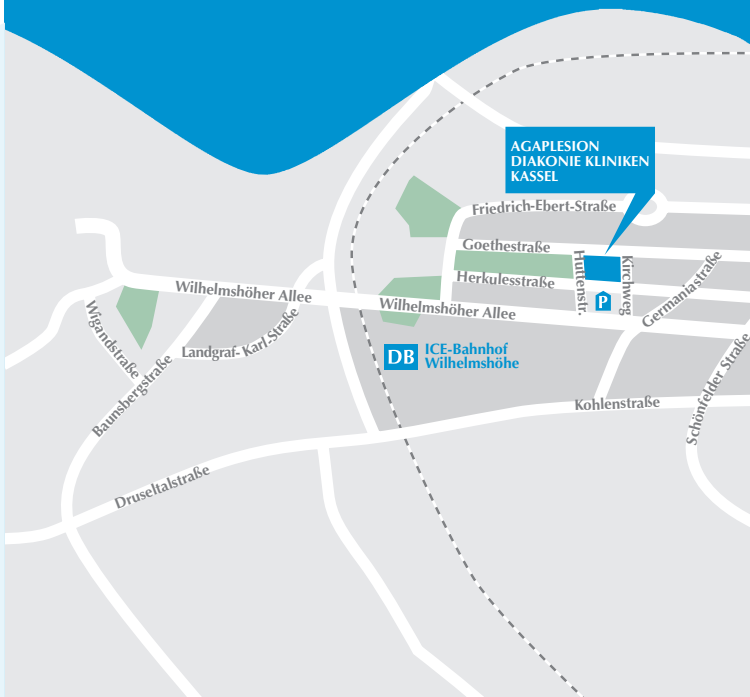 AGAPLESION
DIAKONIE KLINIKEN
KASSEL
Friedrich-Ebert-Straße
Goethestraße
Herkulesstraße
Huttenstr.
Kirchweg
Germaniastraße
P
Wilhelmshöher Allee
Wilhelmshöher Allee
Wigandstraße
Landgraf-Karl.Straße
Baunsbergstraße
DB
ICE-Bahnhof
Wilhelmshöhe
Schönfelder Straße
Kohlenstraße
Druseltalstraße